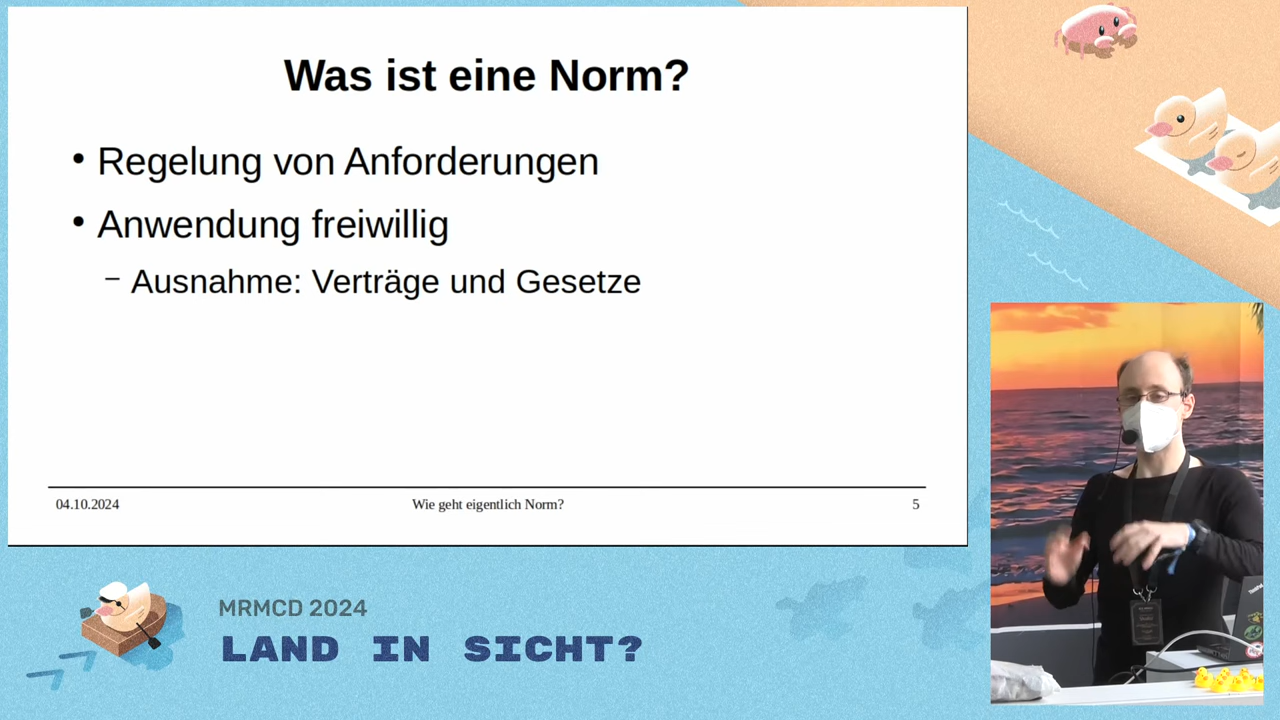 Was ist eine Norm?
• Regelung von Anforderungen
• Anwendung freiwillig
– Ausnahme: Verträge und Gesetze
04.10.2024 Wie geht eigentlich Norm? 5
MRMCD 2024
LAND IN SICHT?